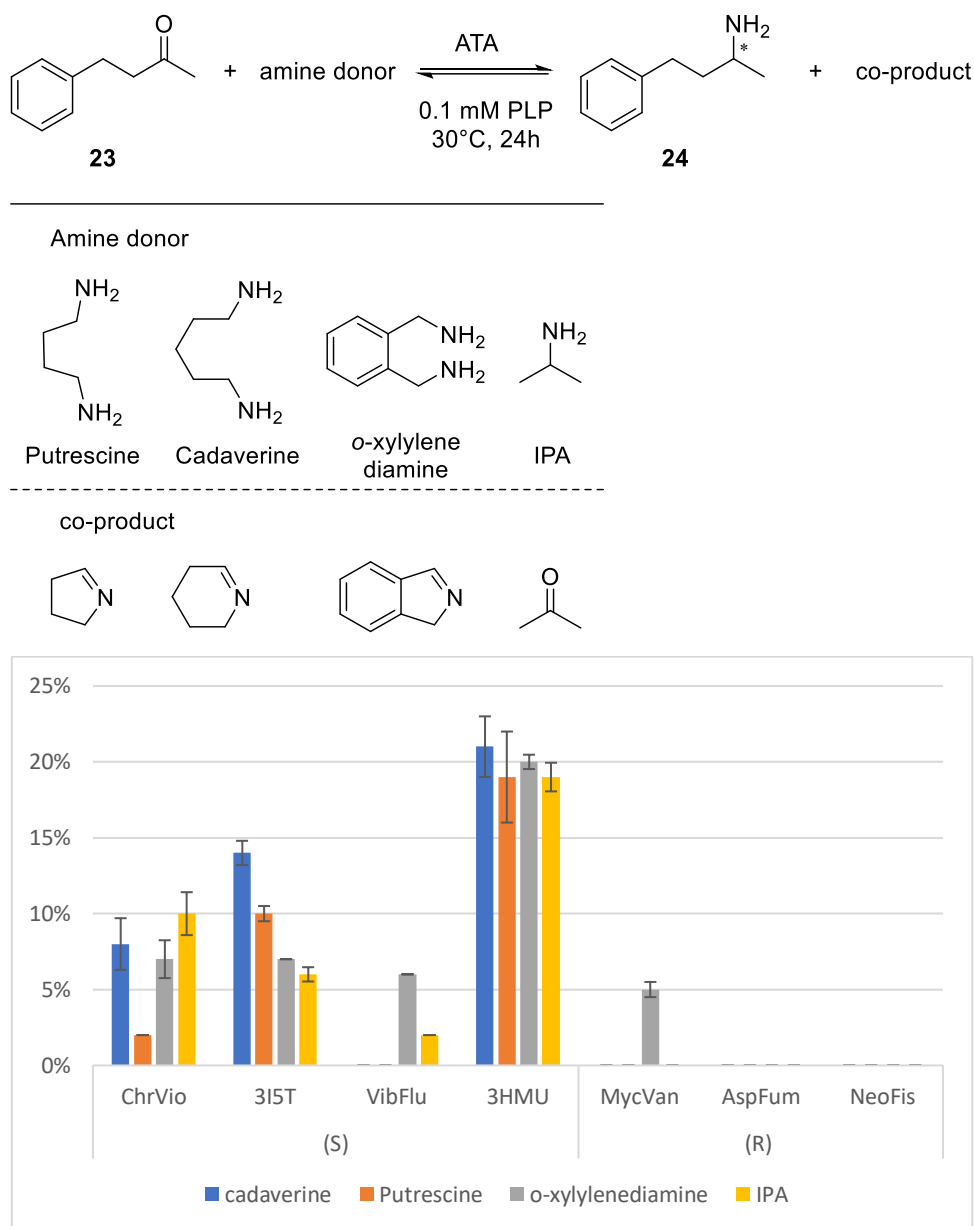 O
NH2
*
+ amine donor
ATA
0.1 mM PLP
30°C, 24h
+ co-product
23
24
Amine donor
NH2
NH2
NH2
NH2
NH2
NH2
NH2
Putrescine
Cadaverine
o-xylylene
diamine
IPA
co-product
N
N
N
O
25%
20%
15%
10%
5%
0%
ChrVio 3I5T VibFlu 3HMU MycVan AspFum NeoFis
(S) (R)
cadaverine Putrescine o-xylylenediamine IPA